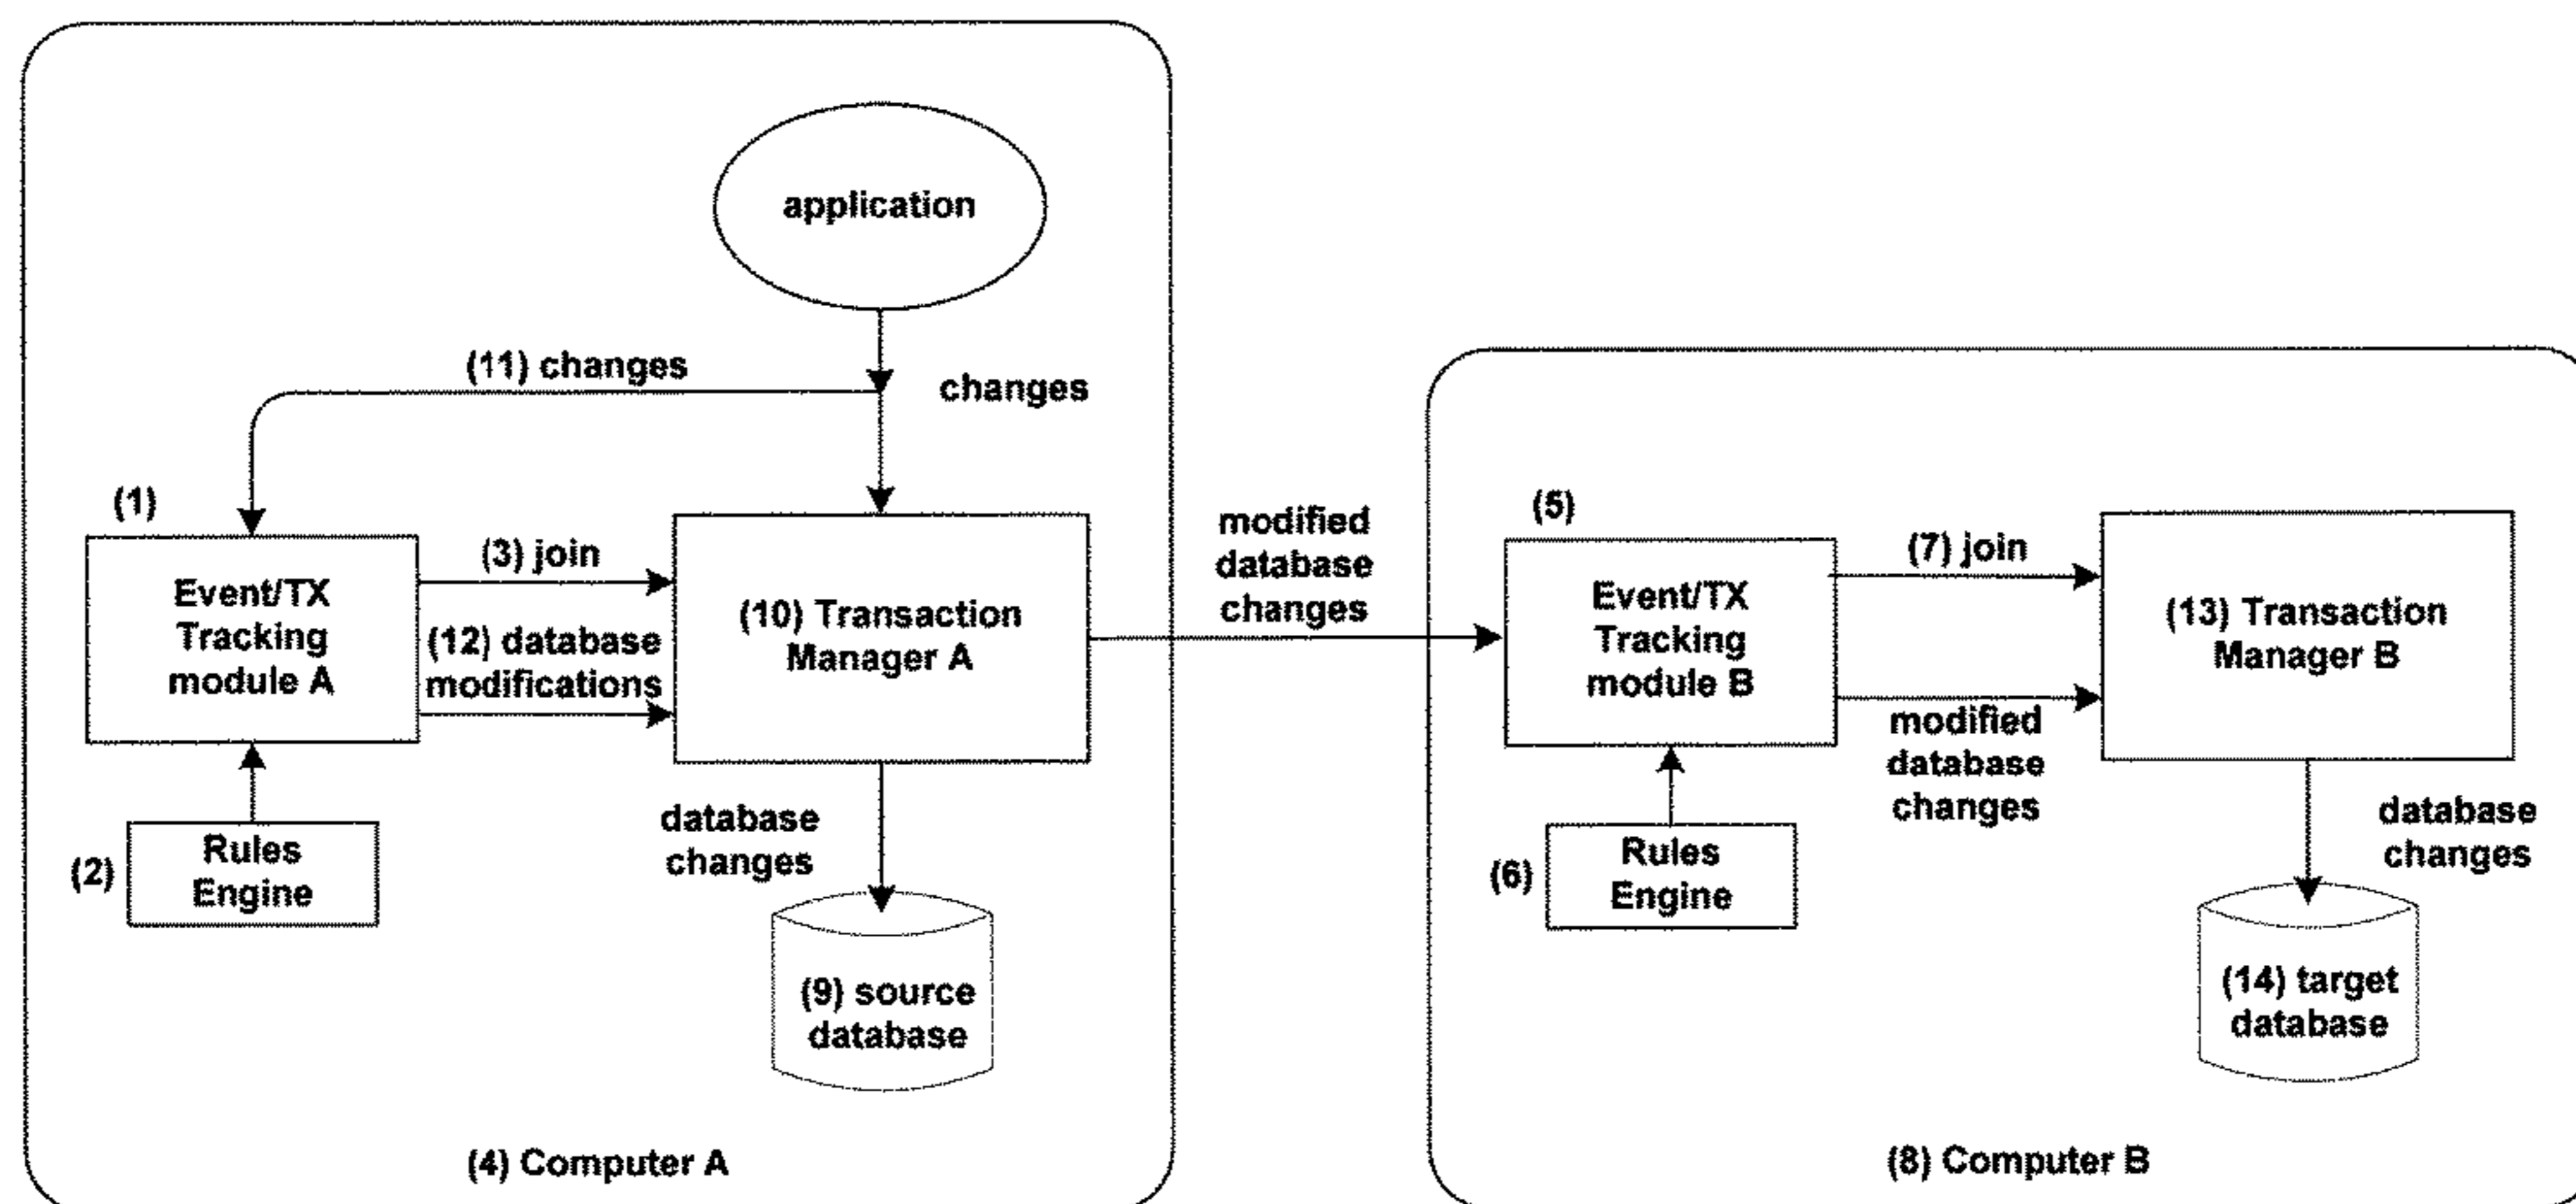 application
(11) changes
changes
(1)
Event/TX
Tracking
module A
(3) join
(12) database
modifications
(10) Transaction
Manager A
(2)
Rules
Engine
database
changes
(9) source
database
(4) Computer A
modified
database
changes
(5)
Event/TX
Tracking
module B
(7) join
modified
database
changes
(13) Transaction
Manager B
(6)
Rules
Engine
database
changes
(14) target
database
(8) Computer B